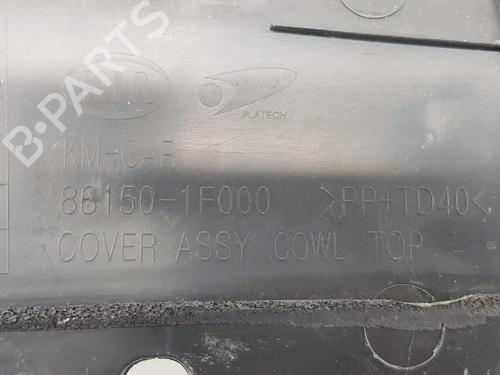 KIA
PLATECH
KM-CAR
86150-1F000 >PP+TD40<
COVER ASSY COWL TOP
B-PARTS